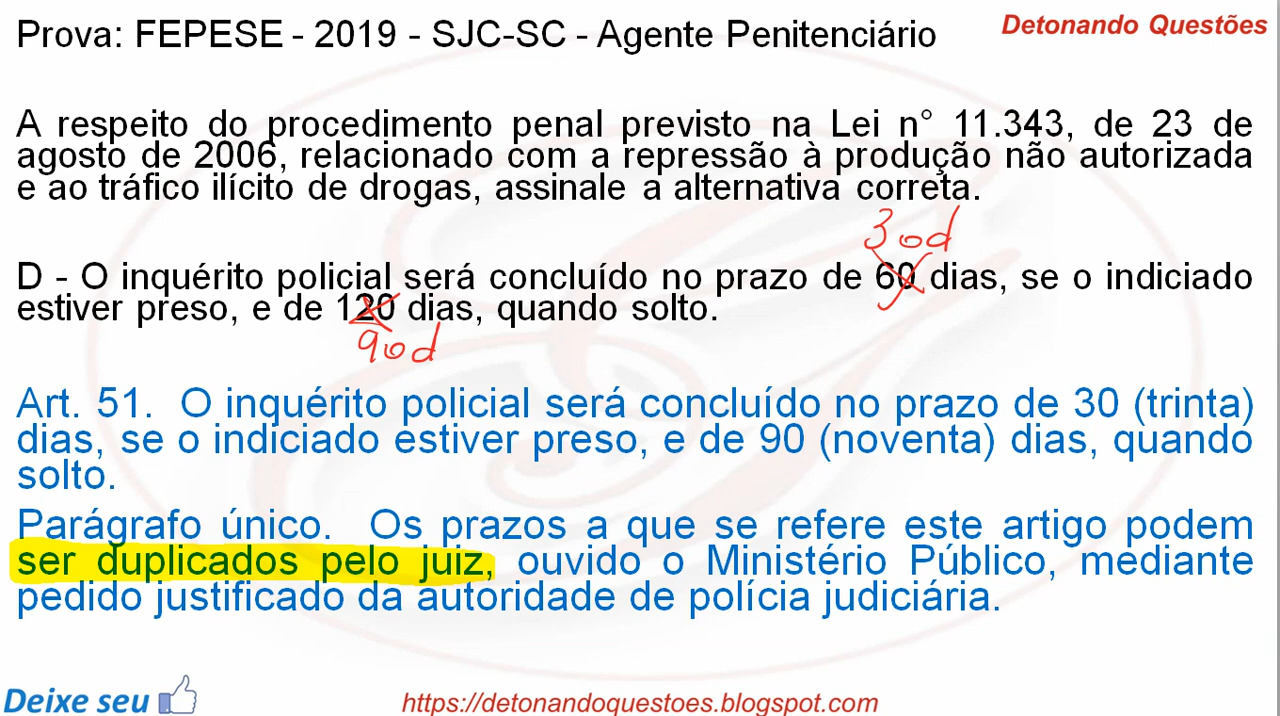 Prova: FEPESE - 2019 - SJC-SC - Agente Penitenciário
Detonando Questões
A respeito do procedimento penal previsto na Lei n° 11.343, de 23 de
agosto de 2006, relacionado com a repressão à produção não autorizada
e ao tráfico ilícito de drogas, assinale a alternativa correta.
30d
D - O inquérito policial será concluído no prazo de 60 dias, se o indiciado
estiver preso, e de 120 dias, quando solto.
90d
Art. 51. O inquérito policial será concluído no prazo de 30 (trinta)
dias, se o indiciado estiver preso, e de 90 (noventa) dias, quando
solto.
Parágrafo único. Os prazos a que se refere este artigo podem
ser duplicados pelo juiz, ouvido o Ministério Público, mediante
pedido justificado da autoridade de polícia judiciária.
Deixe seu
https://detonandoquestoes.blogspot.com